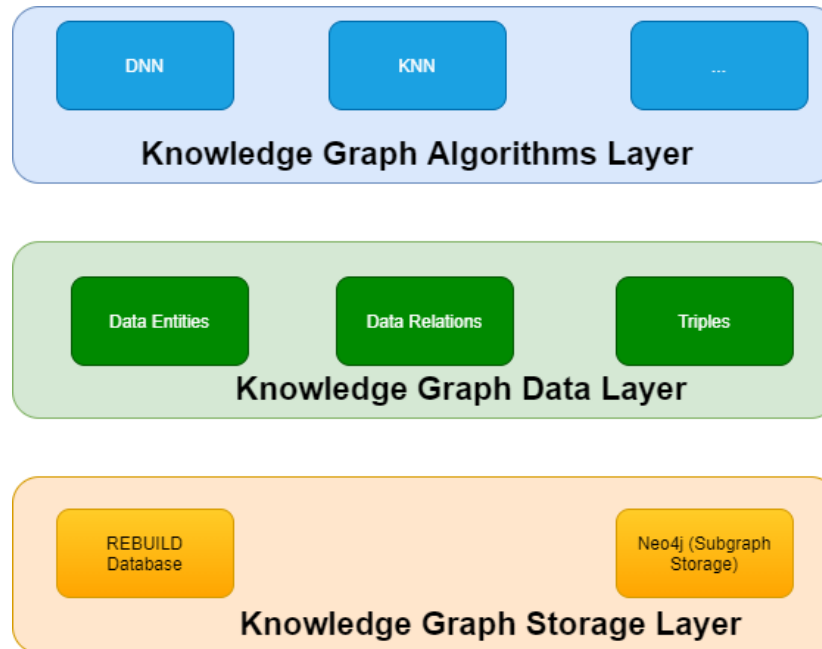 DNN
KNN
...
Knowledge Graph Algorithms Layer
Data Entities
Data Relations
Triples
Knowledge Graph Data Layer
REBUILD
Database
Neo4j (Subgraph
Storage)
Knowledge Graph Storage Layer